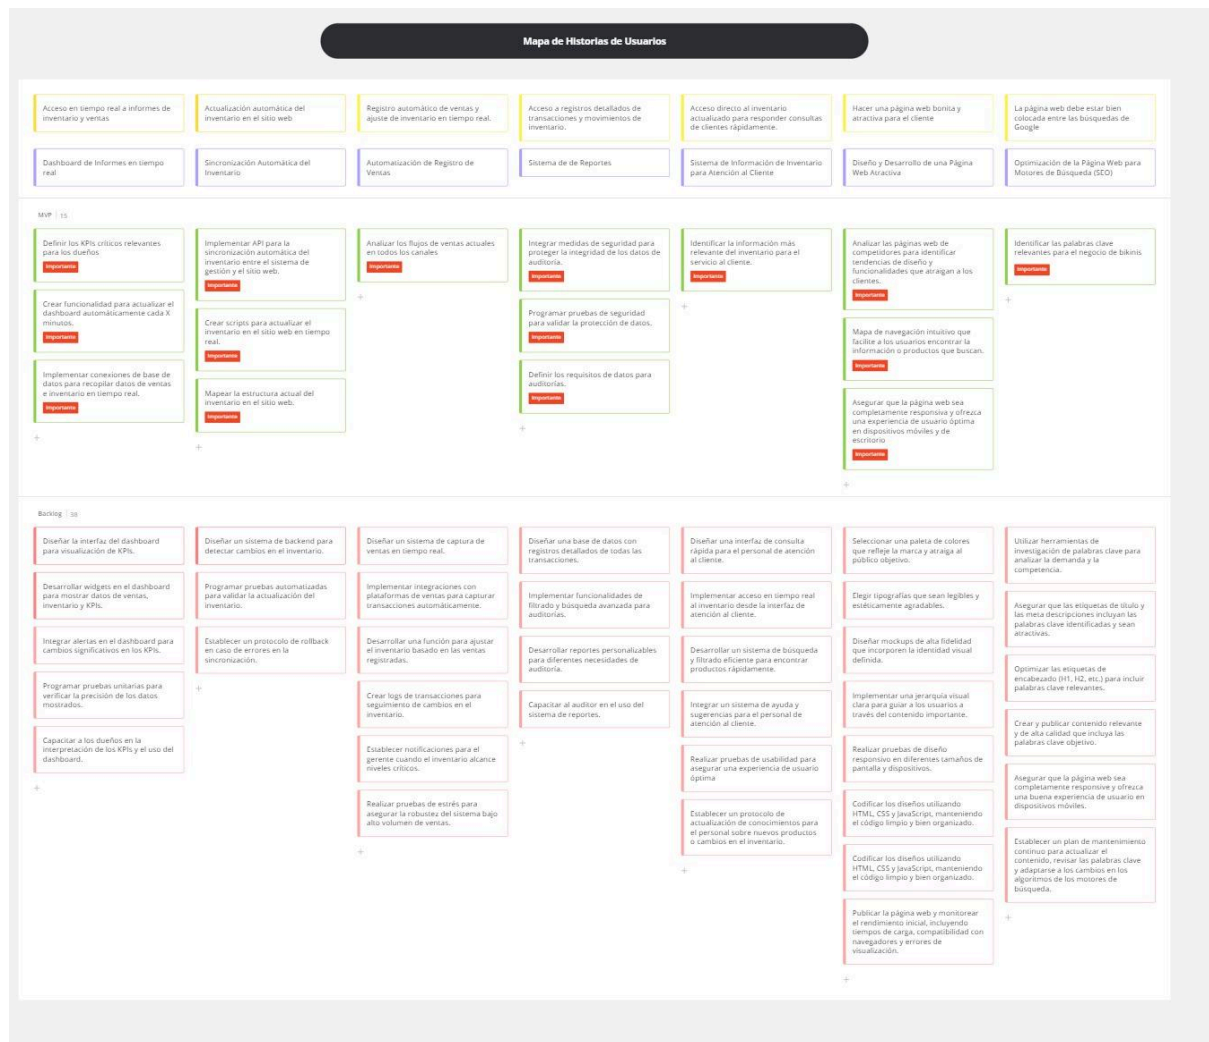 Mapa de Historias de Usuarios
Acceso en tiempo real a informes de
inventario y ventas
Actualización automática del
inventario en el sitio web
Registro automático de ventas y
ajuste de inventario en tiempo real.
Acceso a registros detallados de
transacciones y movimientos de
inventario.
Acceso directo al inventario
actualizado para responder consultas
de clientes rápidamente.
Hacer una página web bonita y
atractiva para el cliente
La página web debe estar bien
colocada entre las búsquedas de
Google
Dashboard de Informes en tiempo
real
Sincronización Automática del
Inventario
Automatización de Registro de
Ventas
Sistema de de Reportes
Sistema de Información de Inventario
para Atención al Cliente
Diseño y Desarrollo de una Página
Web Atractiva
Optimización de la Página Web para
Motores de Búsqueda (SEO)
MVP 15
Definir los KPIs críticos relevantes
para los dueños
Importante
Crear funcionalidad para actualizar el
dashboard automáticamente cada X
minutos.
Importante
Implementar conexiones de base de
datos para recopilar datos de ventas
e inventario en tiempo real.
Importante
+
Implementar API para la
sincronización automática del
inventario entre el sistema de
gestión y el sitio web.
Importante
Crear scripts para actualizar el
inventario en el sitio web en tiempo
real.
Importante
Mapear la estructura actual del
inventario en el sitio web.
Importante
+
Analizar los flujos de ventas actuales
en todos los canales
Importante
+
Integrar medidas de seguridad para
proteger la integridad de los datos de
auditoría.
Importante
Programar pruebas de seguridad
para validar la protección de datos.
Importante
Definir los requisitos de datos para
auditorías.
Importante
+
Identificar la información más
relevante del inventario para el
servicio al cliente.
Importante
+
Analizar las páginas web de
competidores para identificar
tendencias de diseño y
funcionalidades que atraigan a los
clientes.
Importante
Mapa de navegación intuitivo que
facilite a los usuarios encontrar la
información o productos que buscan.
Importante
Asegurar que la página web sea
completamente responsiva y ofrezca
una experiencia de usuario óptima
en dispositivos móviles y de
escritorio
Importante
+
Identificar las palabras clave
relevantes para el negocio de bikinis
Importante
+
Backlog 38
Diseñar la interfaz del dashboard
para visualización de KPIs.
Desarrollar widgets en el dashboard
para mostrar datos de ventas,
inventario y KPIs.
Integrar alertas en el dashboard para
cambios significativos en los KPIs.
Programar pruebas unitarias para
verificar la precisión de los datos
mostrados.
Capacitar a los dueños en la
interpretación de los KPIs y el uso del
dashboard.
+
Diseñar un sistema de backend para
detectar cambios en el inventario.
Programar pruebas automatizadas
para validar la actualización del
inventario.
Establecer un protocolo de rollback
en caso de errores en la
sincronización.
+
Diseñar un sistema de captura de
ventas en tiempo real.
Implementar integraciones con
plataformas de ventas para capturar
transacciones automáticamente.
Desarrollar una función para ajustar
el inventario basado en las ventas
registradas.
Crear logs de transacciones para
seguimiento de cambios en el
inventario.
Establecer notificaciones para el
gerente cuando el inventario alcance
niveles críticos.
Realizar pruebas de estrés para
asegurar la robustez del sistema bajo
alto volumen de ventas.
+
Diseñar una base de datos con
registros detallados de todas las
transacciones.
Implementar funcionalidades de
filtrado y búsqueda avanzada para
auditorías.
Desarrollar reportes personalizables
para diferentes necesidades de
auditoría.
Capacitar al auditor en el uso del
sistema de reportes.
+
Diseñar una interfaz de consulta
rápida para el personal de atención
al cliente.
Implementar acceso en tiempo real
al inventario desde la interfaz de
atención al cliente.
Desarrollar un sistema de búsqueda
y filtrado eficiente para encontrar
productos rápidamente.
Integrar un sistema de ayuda y
sugerencias para el personal de
atención al cliente.
Realizar pruebas de usabilidad para
asegurar una experiencia de usuario
óptima
Establecer un protocolo de
actualización de conocimientos para
el personal sobre nuevos productos
o cambios en el inventario.
+
Seleccionar una paleta de colores
que refleje la marca y atraiga al
público objetivo.
Elegir tipografías que sean legibles y
estéticamente agradables.
Diseñar mockups de alta fidelidad
que incorporen la identidad visual
definida.
Implementar una jerarquía visual
clara para guiar a los usuarios a
través del contenido importante.
Realizar pruebas de diseño
responsivo en diferentes tamaños de
pantalla y dispositivos.
Codificar los diseños utilizando
HTML, CSS y JavaScript, manteniendo
el código limpio y bien organizado.
Codificar los diseños utilizando
HTML, CSS y JavaScript, manteniendo
el código limpio y bien organizado.
Publicar la página web y monitorear
el rendimiento inicial, incluyendo
tiempos de carga, compatibilidad con
navegadores y errores de
visualización.
+
Utilizar herramientas de
investigación de palabras clave para
analizar la demanda y la
competencia.
Asegurar que las etiquetas de título y
las meta descripciones incluyan las
palabras clave identificadas y sean
atractivas.
Optimizar las etiquetas de
encabezado (H1, H2, etc.) para incluir
palabras clave relevantes.
Crear y publicar contenido relevante
y de alta calidad que incluya las
palabras clave objetivo.
Asegurar que la página web sea
completamente responsive y ofrezca
una buena experiencia de usuario en
dispositivos móviles.
Establecer un plan de mantenimiento
continuo para actualizar el
contenido, revisar las palabras clave
y adaptarse a los cambios en los
algoritmos de los motores de
búsqueda.
+